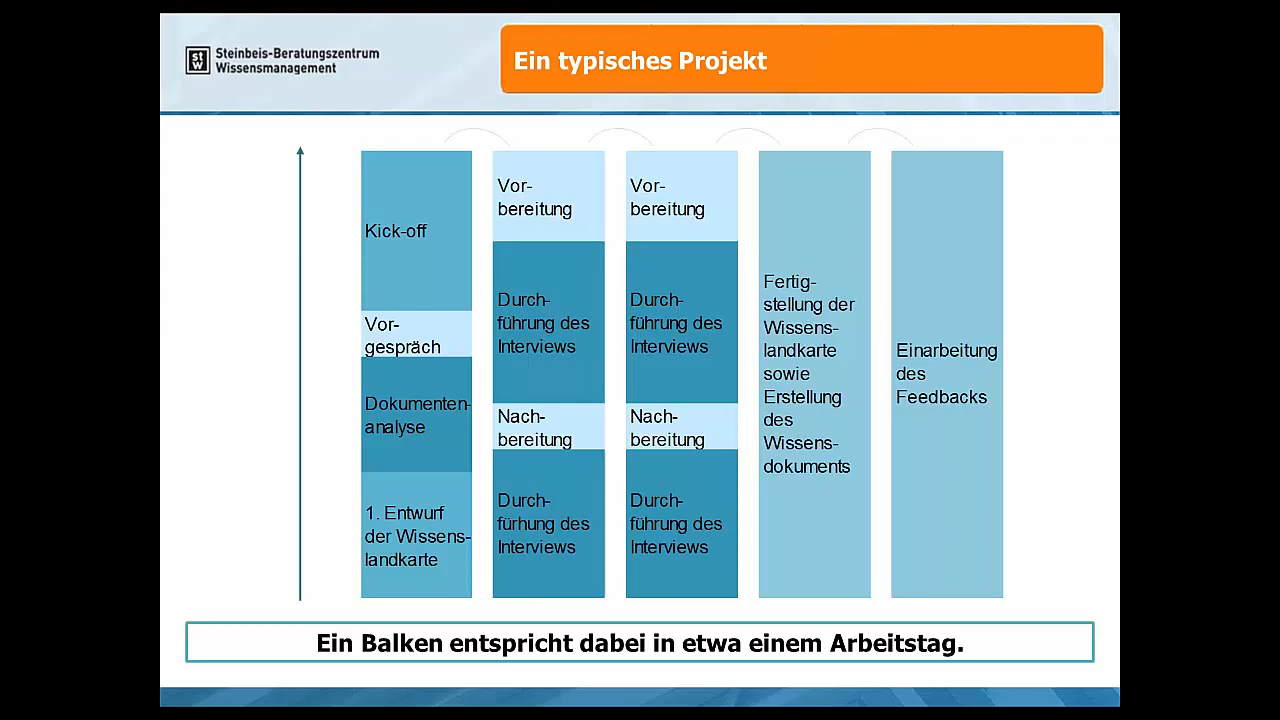 stw
Steinbeis-Beratungszentrum
Wissensmanagement
Ein typisches Projekt
Kick-off
Vor-
gespräch
Dokumenten-
analyse
1. Entwurf
der Wissens-
landkarte
Vor-
bereitung
Durch-
führung des
Interviews
Nach-
bereitung
Durch-
fürhung des
Interviews
Vor-
bereitung
Durch-
führung des
Interviews
Nach-
bereitung
Durch-
führung des
Interviews
Fertig-
stellung der
Wissens-
landkarte
sowie
Erstellung
des
Wissens-
dokuments
Einarbeitung
des
Feedbacks
Ein Balken entspricht dabei in etwa einem Arbeitstag.